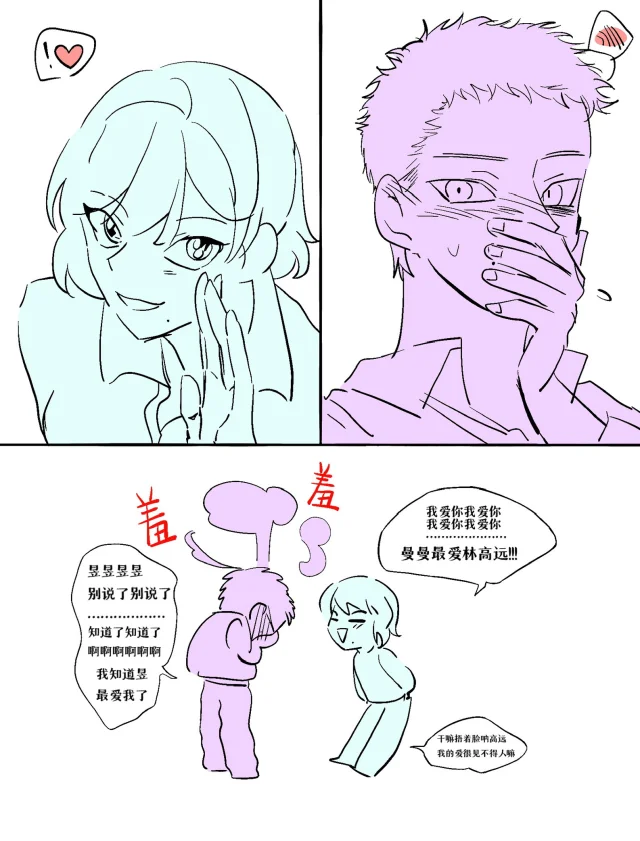 !
羞
羞
我爱你我爱你
我爱你我爱你
………………
曼曼最爱林高远!!!
昱昱昱昱
别说了别说了
………………
知道了知道了
啊啊啊啊啊啊
我知道昱
最爱我了
干嘛捂着脸呐高远
我的爱很见不得人嘛